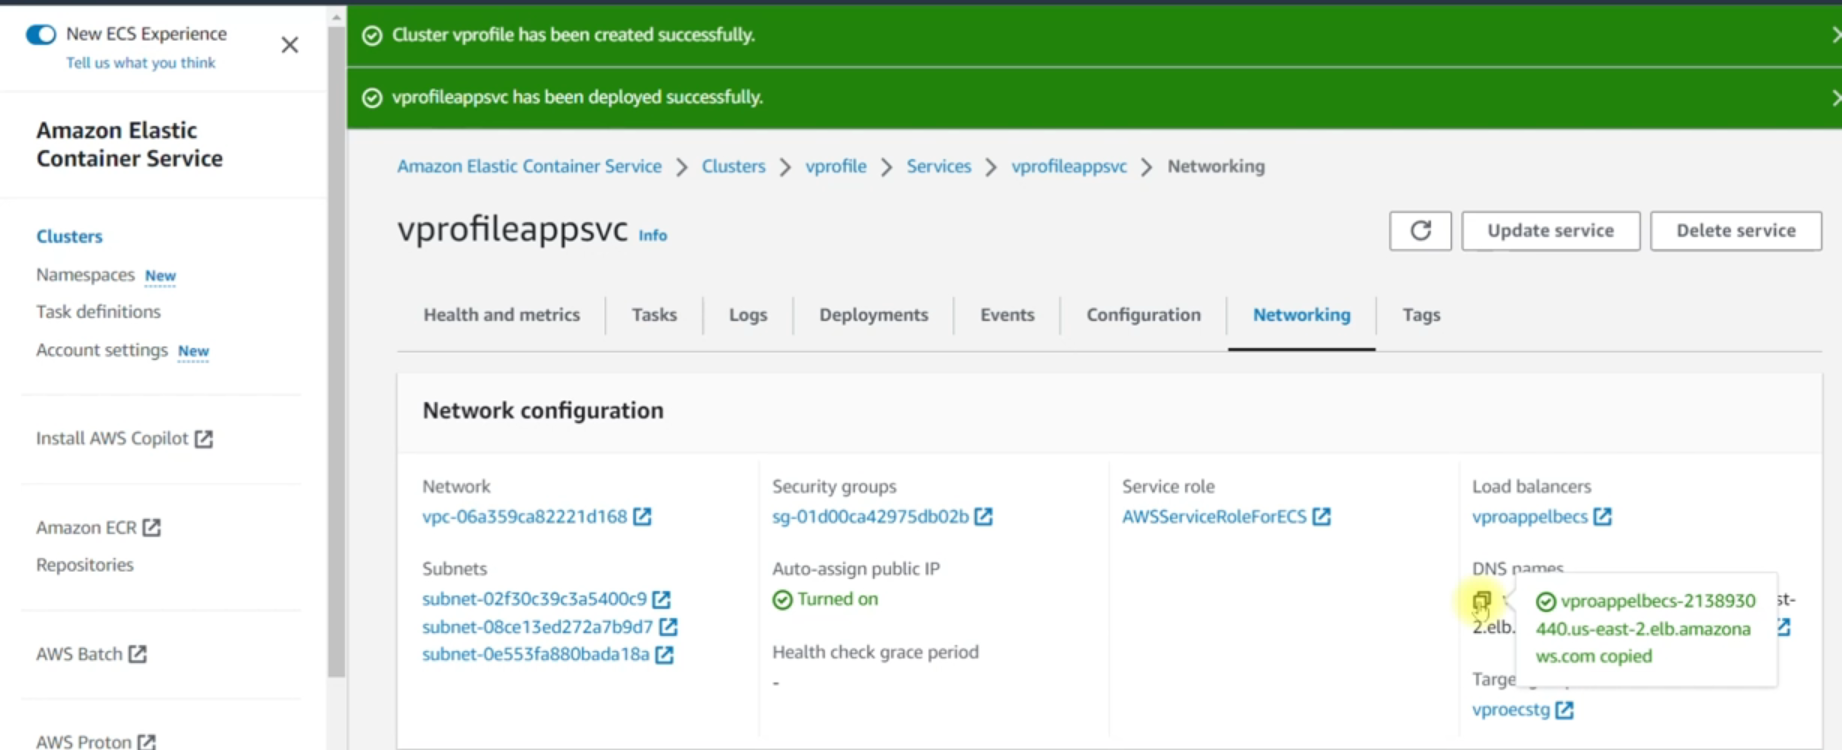 New ECS Experience
Tell us what you think
Amazon Elastic
Container Service
Clusters
Namespaces New
Task definitions
Account settings New
Install AWS Copilot
Amazon ECR
Repositories
AWS Batch
AWS Proton
Cluster vprofile has been created successfully.
vprofileappsvc has been deployed successfully.
Amazon Elastic Container Service > Clusters > vprofile > Services > vprofileappsvc > Networking
vprofileappsvc Info
Update service
Delete service
Health and metrics
Tasks
Logs
Deployments
Events
Configuration
Networking
Tags
Network configuration
Network
vpc-06a359ca82221d168
Subnets
subnet-02f30c39c3a5400c9
subnet-08ce13ed272a7b9d7
subnet-0e553fa880bada18a
Security groups
sg-01d00ca42975db02b
Auto-assign public IP
Turned on
Health check grace period
-
Service role
AWSServiceRoleForECS
Load balancers
vproappelbecs
DNS names
st-
2.elb.
vproappelbecs-2138930
440.us-east-2.elb.amazona
ws.com copied
Targe
vproecstg